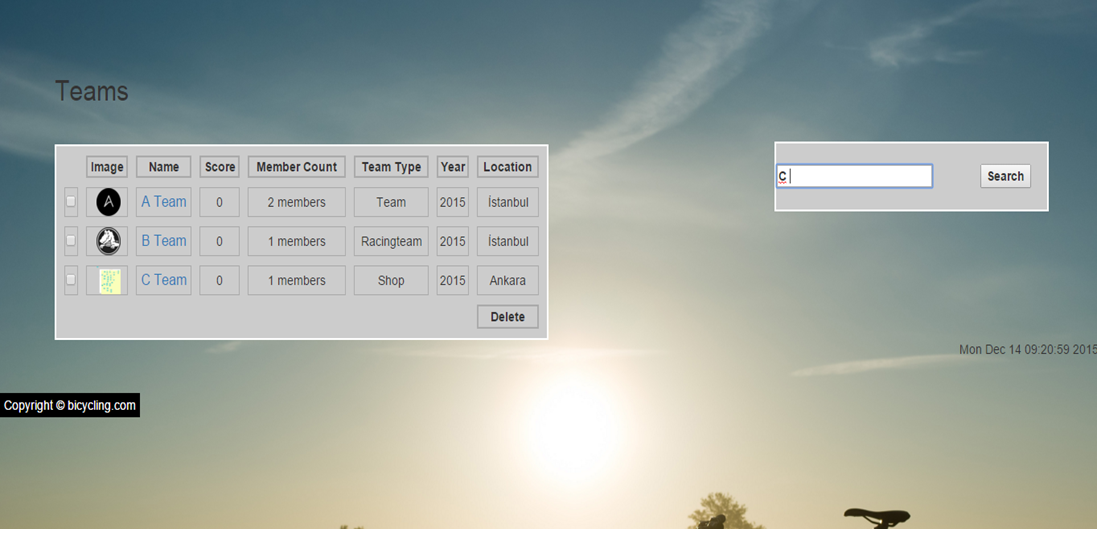 Teams
Image Name Score Member Count Team Type Year Location
A A Team 0 2 members Team 2015 İstanbul
B Team 0 1 members Racingteam 2015 İstanbul
C Team 0 1 members Shop 2015 Ankara
Delete
C
Search
Mon Dec 14 09:20:59 2015
Copyright © bicycling.com